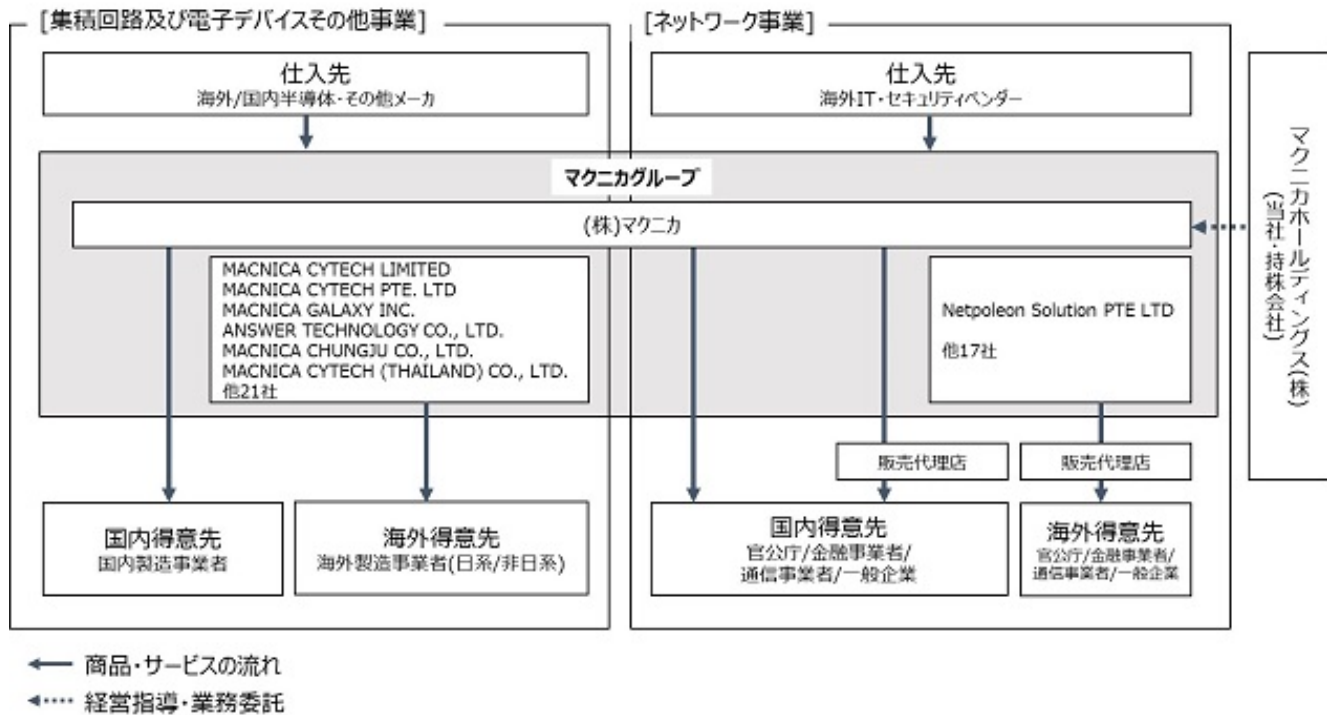 [集積回路及び電子デバイスその他事業]
仕入先
海外/国内半導体・その他メーカ
[ネットワーク事業]
仕入先
海外IT・セキュリティベンダー
マクニカグループ
(株)マクニカ
MACNICA CYTECH LIMITED
MACNICA CYTECH PTE. LTD
MACNICA GALAXY INC.
ANSWER TECHNOLOGY CO., LTD.
MACNICA CHUNGJU CO., LTD.
MACNICA CYTECH (THAILAND) CO., LTD.
他21社
Netpoleon Solution PTE LTD
他17社
マクニカホールディングス(株)
(当社・持株会社)
販売代理店
販売代理店
国内得意先
国内製造事業者
海外得意先
海外製造事業者(日系/非日系)
国内得意先
官公庁/金融事業者/
通信事業者/一般企業
海外得意先
官公庁/金融事業者/
通信事業者/一般企業
商品・サービスの流れ
経営指導・業務委託